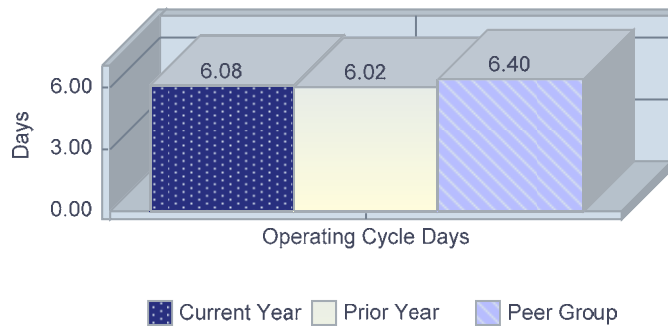 6.08
6.02
6.40
6.00
3.00
0.00
Days
Operating Cycle Days
Current Year
Prior Year
Peer Group